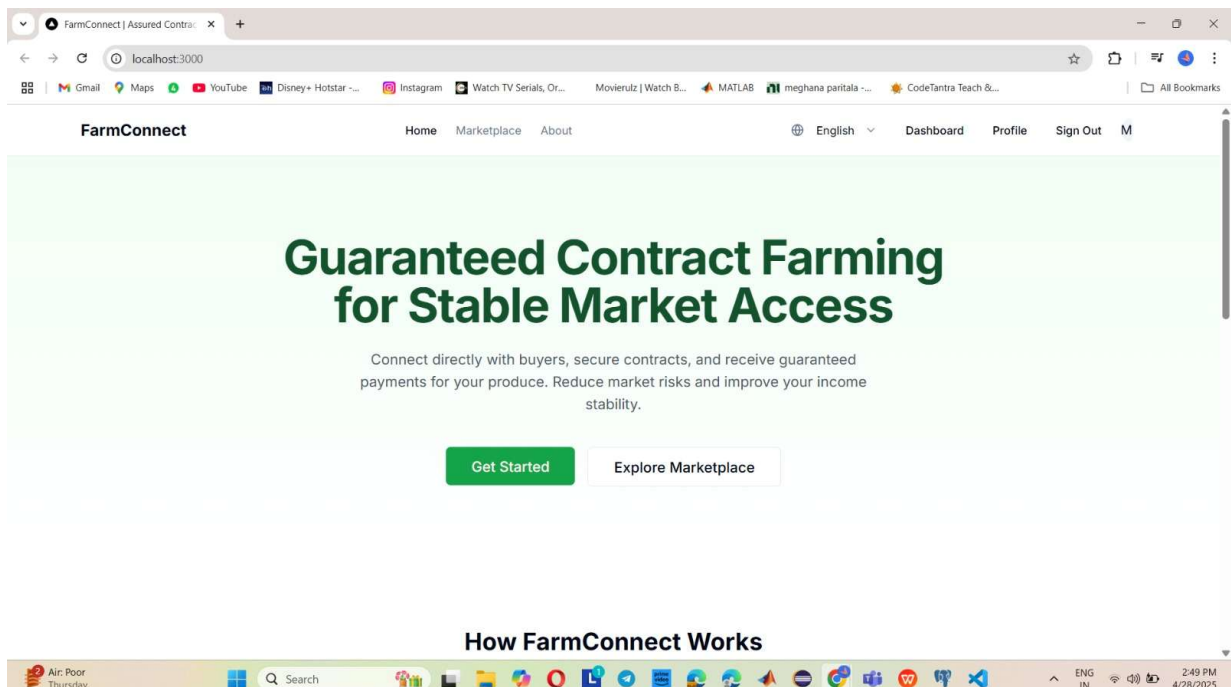 FarmConnect | Assured Contrac
localhost:3000
Gmail Maps YouTube Disney+ Hotstar -... Instagram Watch TV Serials, Or... Movierulz | Watch B... MATLAB meghana paritala -... CodeTantra Teach &... All Bookmarks
FarmConnect Home Marketplace About English Dashboard Profile Sign Out M
Guaranteed Contract Farming
for Stable Market Access
Connect directly with buyers, secure contracts, and receive guaranteed
payments for your produce. Reduce market risks and improve your income
stability.
Get Started Explore Marketplace
How FarmConnect Works
2 Air: Poor
Thursday
Search
ENG
IN
2:49 PM
4/28/2025